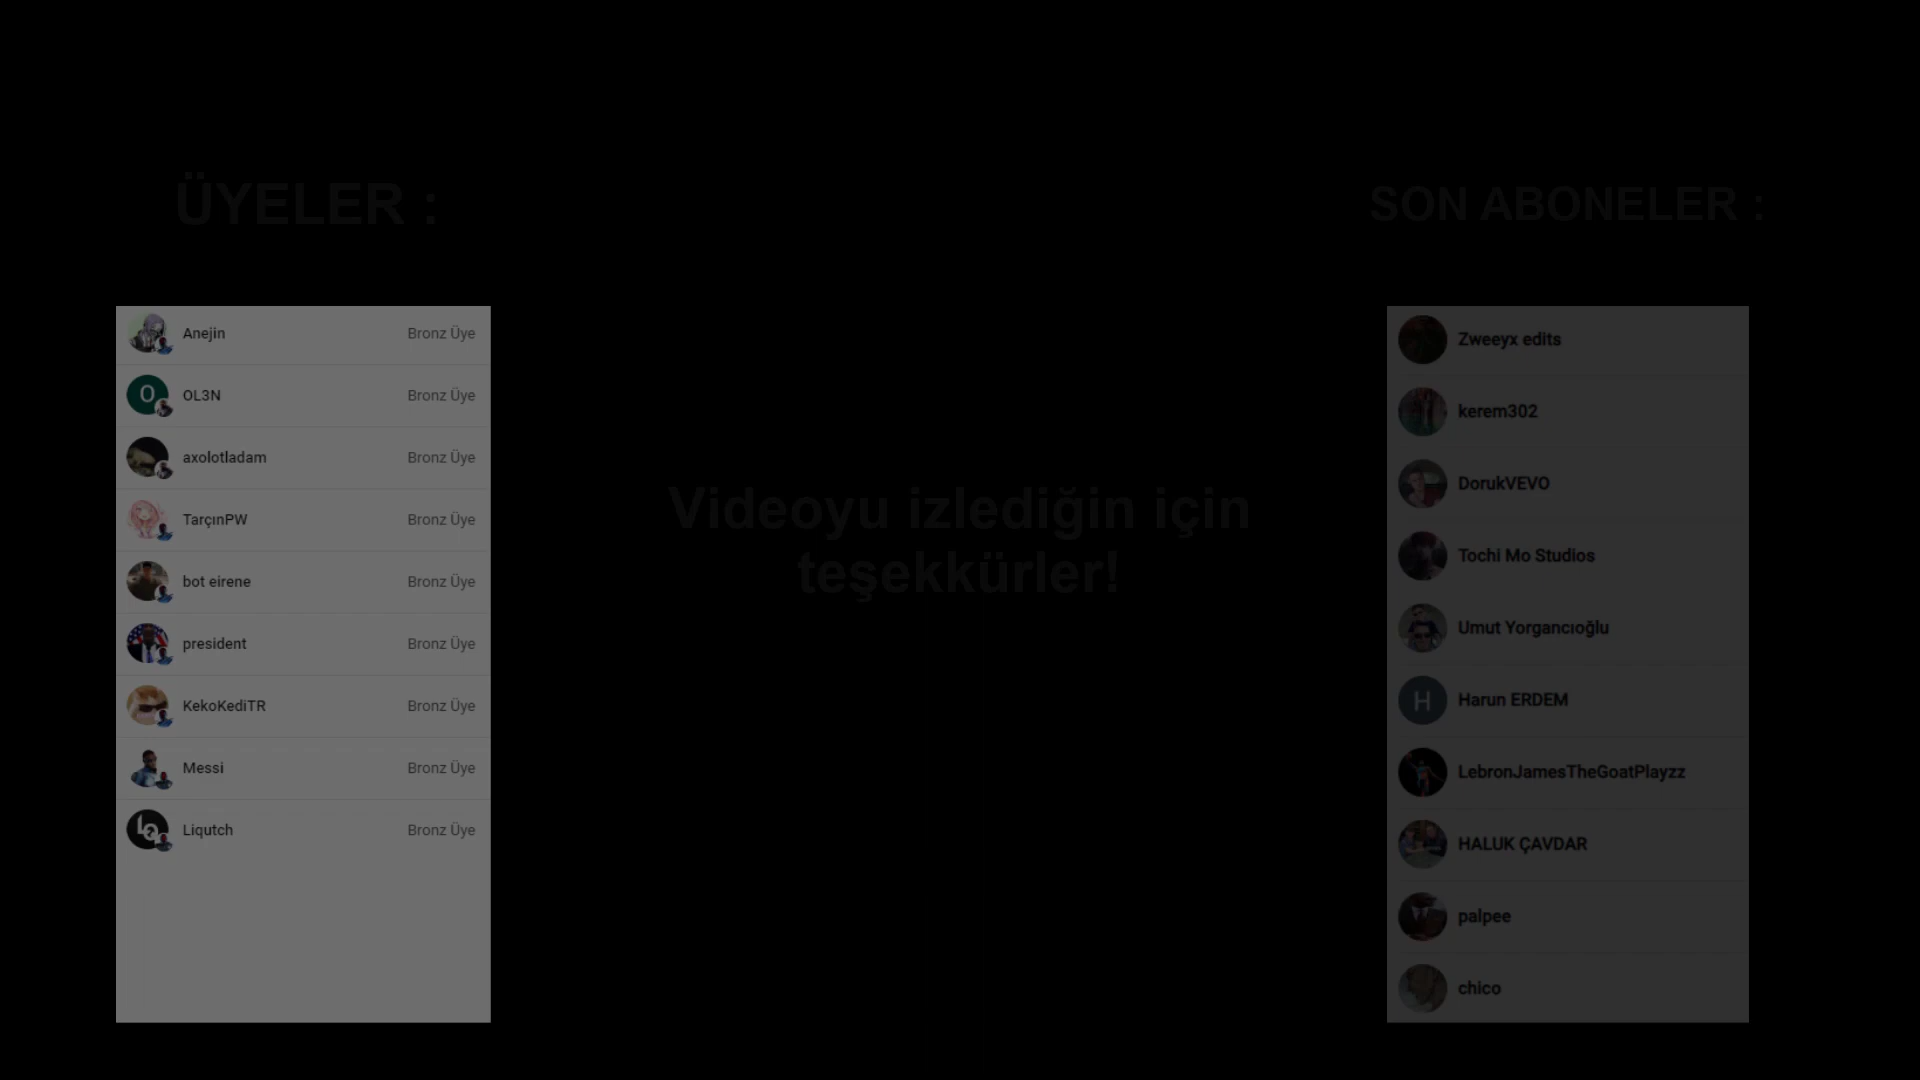 ÜYELER :
Anejin Bronz Üye
O
OL3N Bronz Üye
axolotladam Bronz Üye
TarçınPW Bronz Üye
bot eirene Bronz Üye
president Bronz Üye
KekoKediTR Bronz Üye
Messi Bronz Üye
Liqutch Bronz Üye
Videoyu izlediğin için
teşekkürler!
SON ABONELER :
Zweeyx edits
kerem302
DorukVEVO
Tochi Mo Studios
Umut Yorgancıoğlu
H
Harun ERDEM
LebronJamesTheGoatPlayzz
HALUK ÇAVDAR
palpee
chico